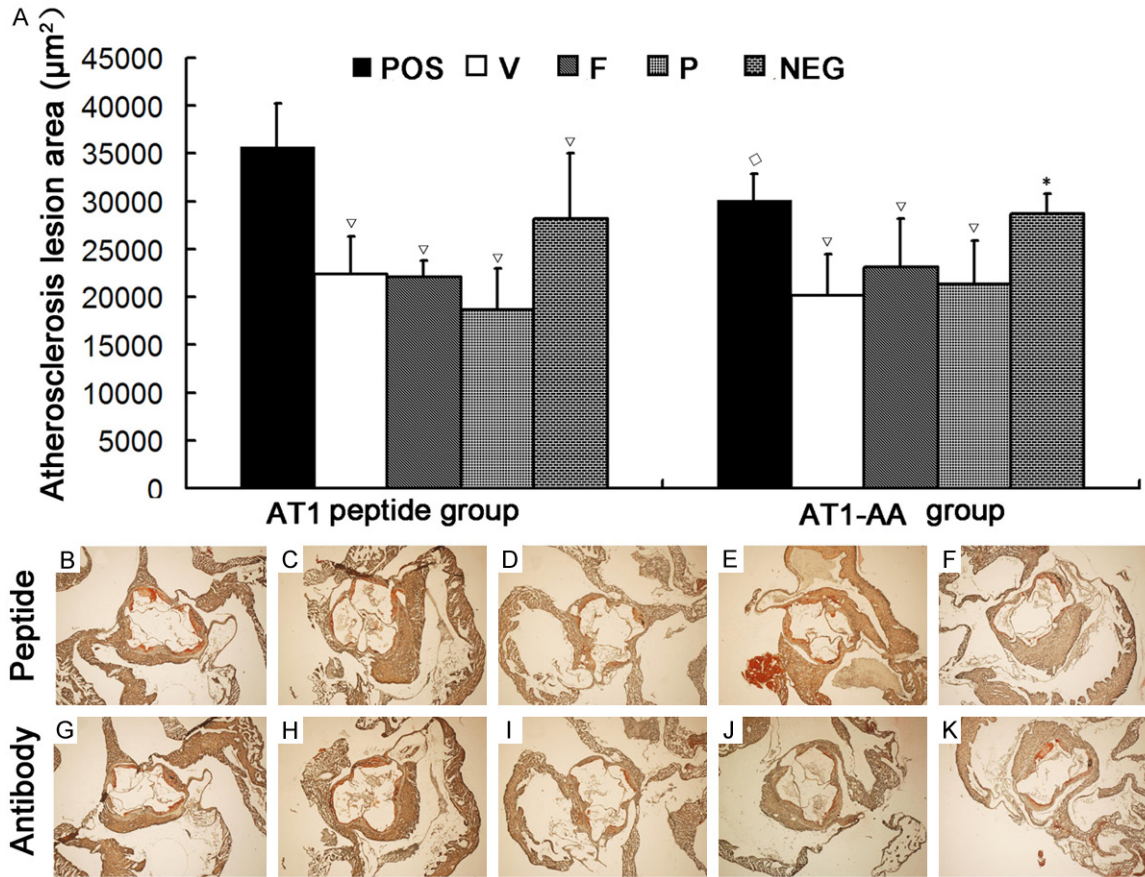 A
Atherosclerosis lesion area (µm²)
45000
40000
35000
30000
25000
20000
15000
10000
5000
0
POS V F P NEG
▽ ▽ ▽ ▽ ◇ ▽ ▽ ▽ *
AT1 peptide group
AT1-AA group
Peptide
B C D E F
Antibody
G H I J K